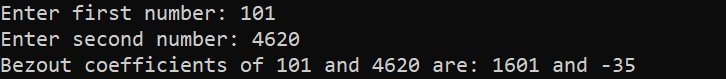 Enter first number: 101
Enter second number: 4620
Bezout coefficients of 101 and 4620 are: 1601 and -35